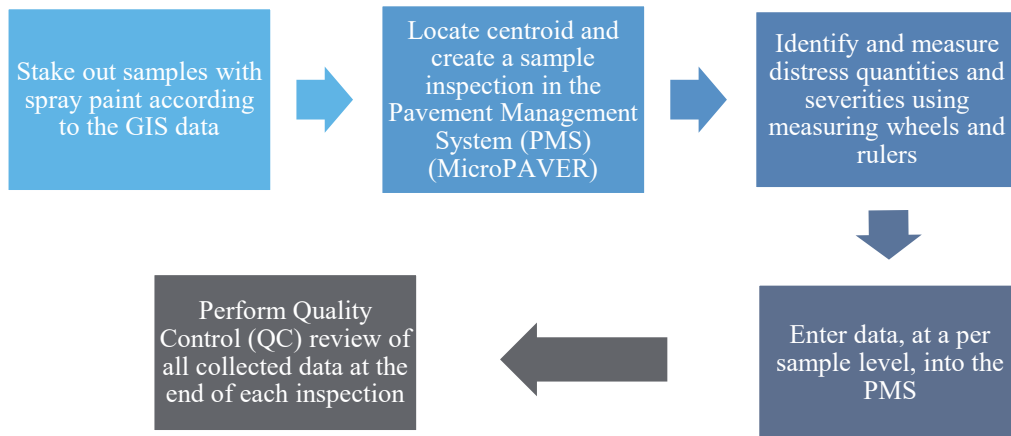 Stake out samples with
spray paint according
to the GIS data
Locate centroid and
create a sample
inspection in the
Pavement Management
System (PMS)
(MicroPAVER)
Identify and measure
distress quantities and
severities using
measuring wheels and
rulers
Enter data, at a per
sample level, into the
PMS
Perform Quality
Control (QC) review of
all collected data at the
end of each inspection